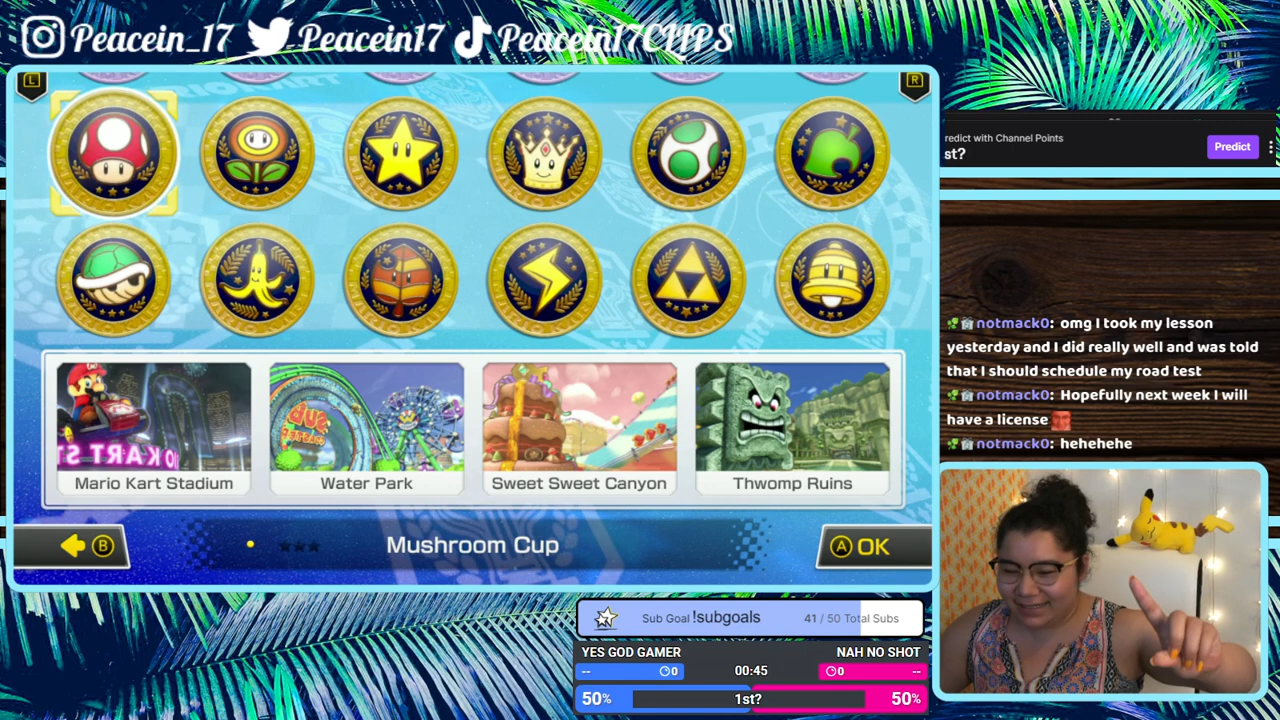 Peacein_17 Peacein17 Peacein17CLIPS
L
R
Mario Kart Stadium
Water Park
Sweet Sweet Canyon
Thwomp Ruins
B
Mushroom Cup
A OK
redict with Channel Points
st?
Predict
notmack0: omg I took my lesson
yesterday and I did really well and was told
that I should schedule my road test
notmack0: Hopefully next week I will
have a license
notmack0: hehehehe
Sub Goal !subgoals 41 / 50 Total Subs
YES GOD GAMER NAH NO SHOT
-- 0 00:45 0 --
50% 1st? 50%